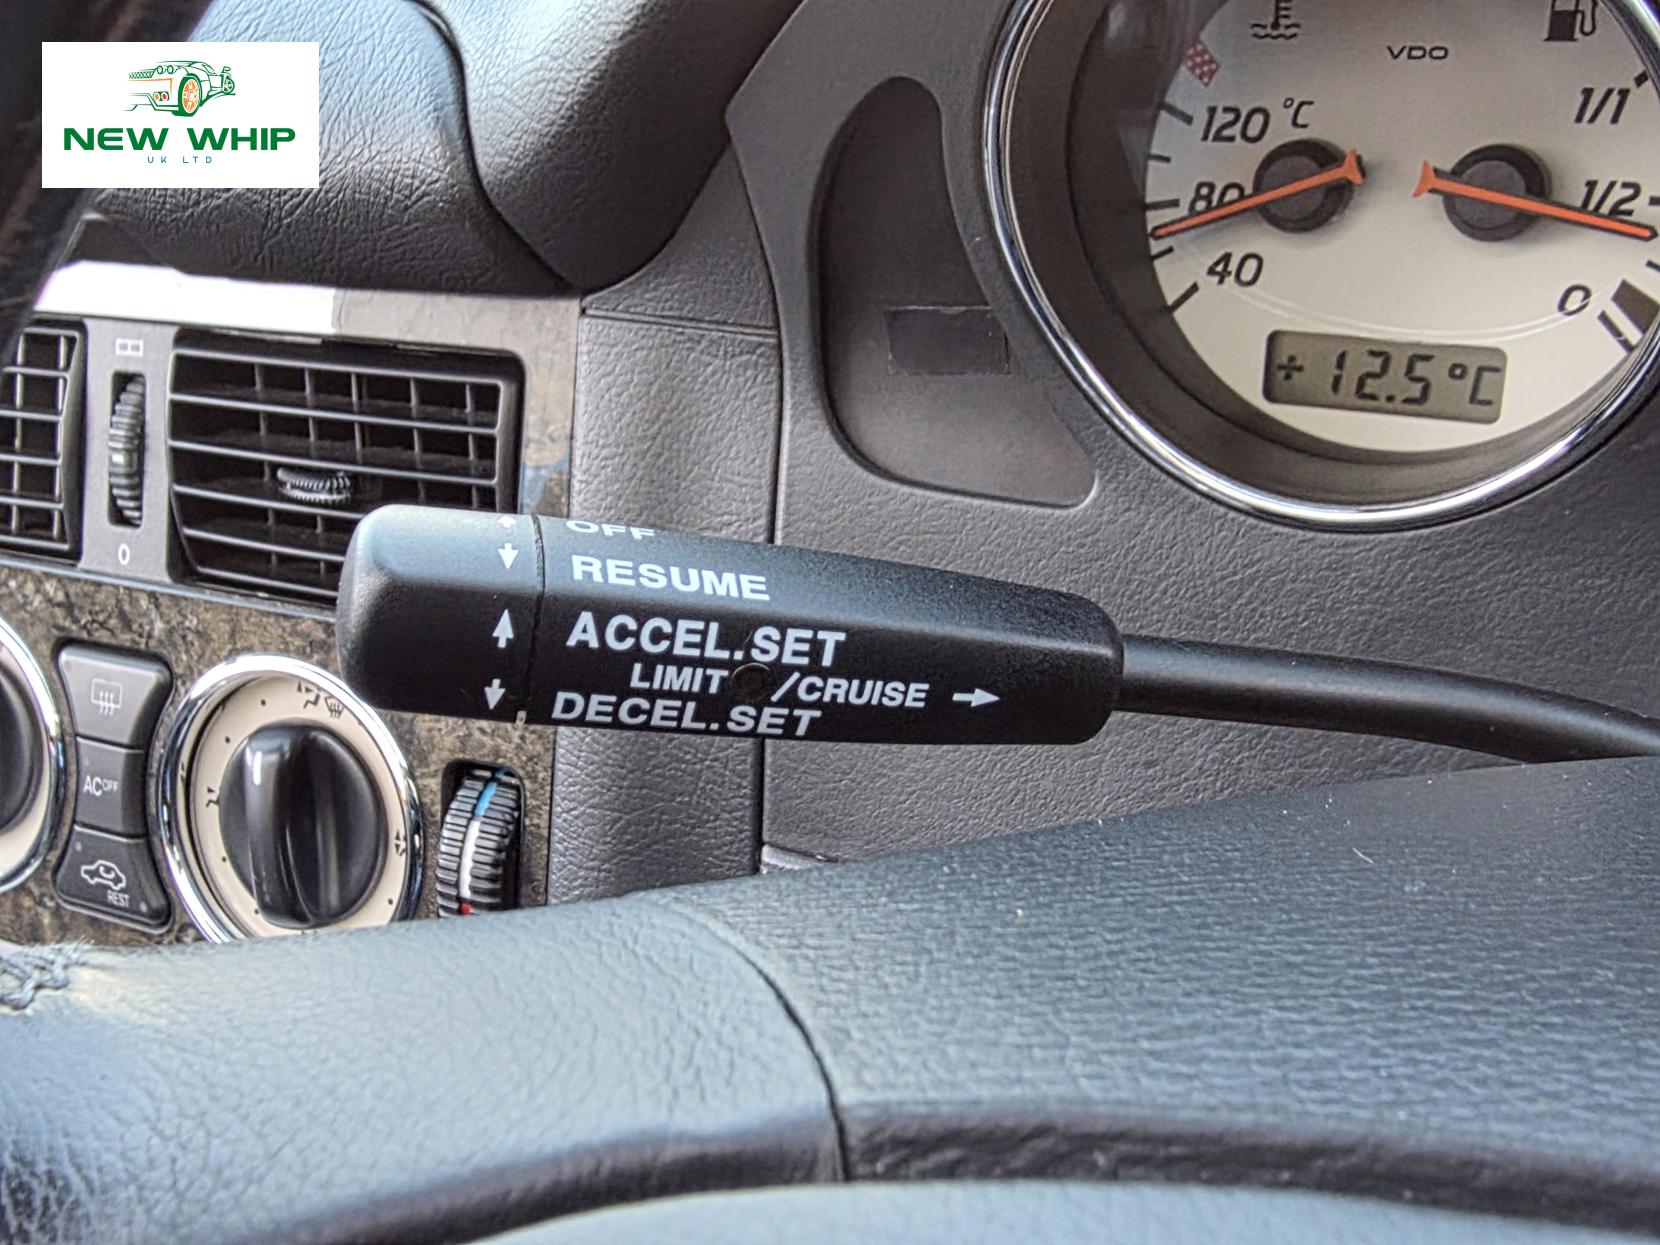 NEW WHIP
UK LTD
VDO
120 °C
80
40
1/1
1/2
0
+12.5°C
0
OFF
RESUME
ACCEL.SET
LIMIT /CRUISE
DECEL.SET
AC OFF
REST